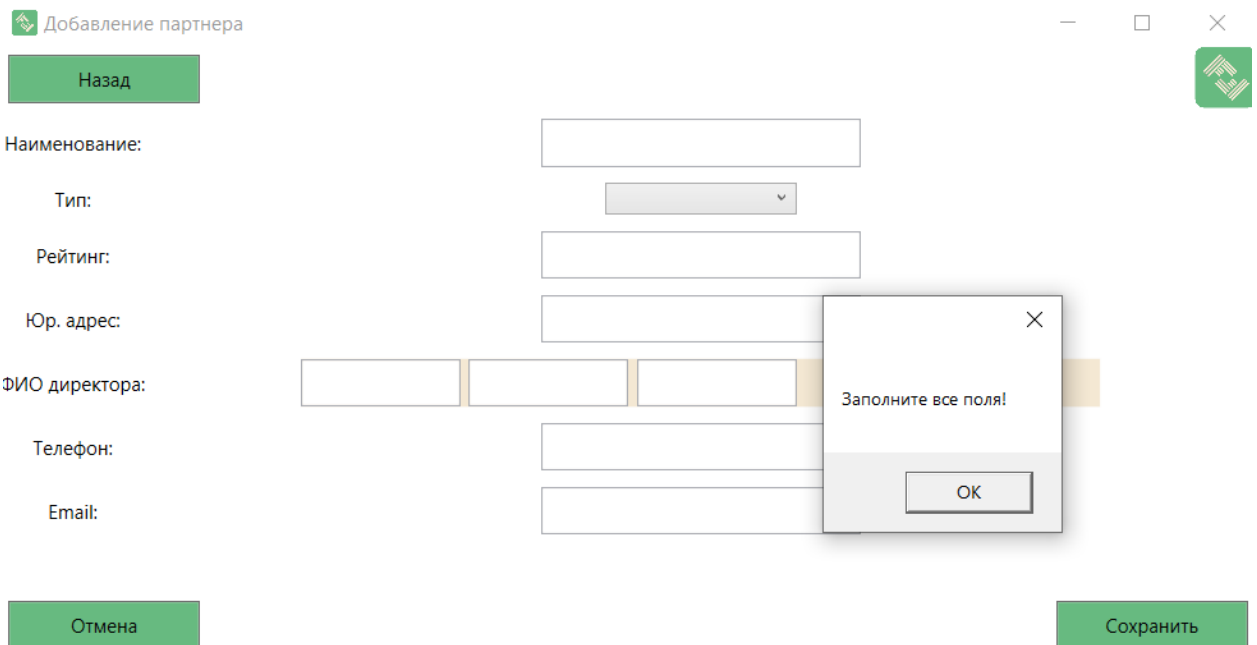 Добавление партнера
Назад
Наименование:
Тип:
Рейтинг:
Юр. адрес:
ФИО директора:
Заполните все поля!
Телефон:
OK
Email:
Отмена
Сохранить